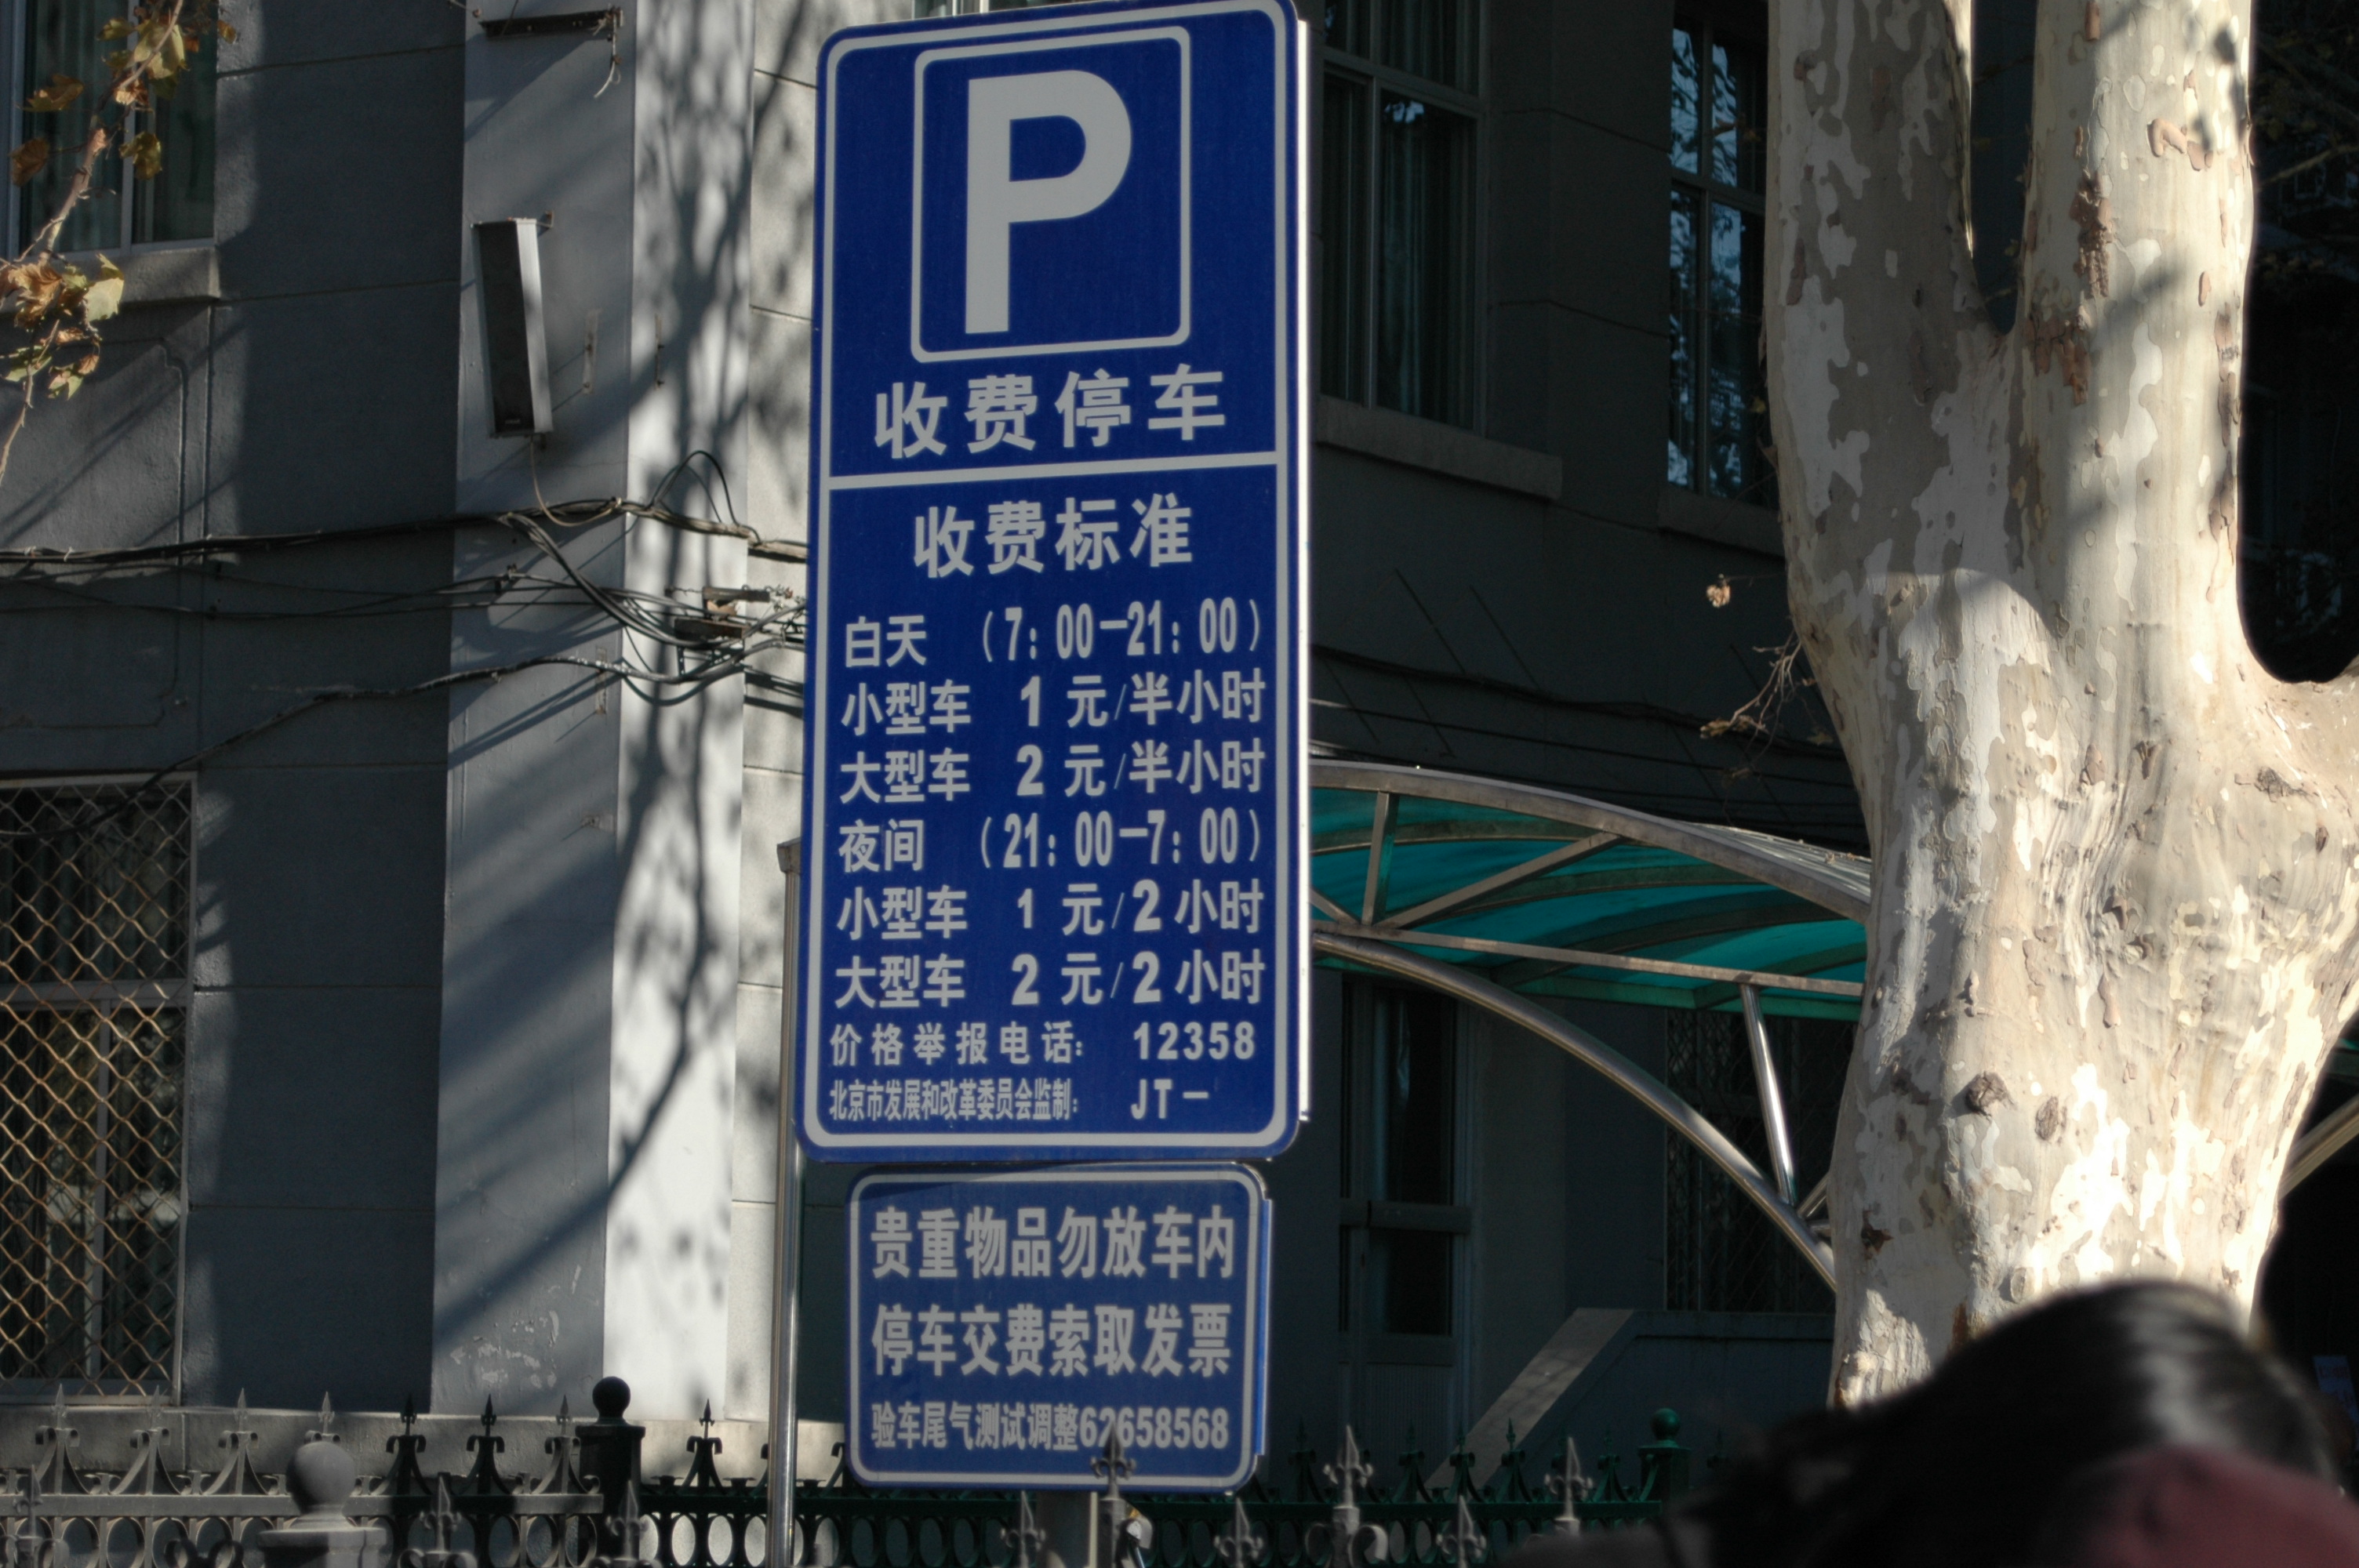 P
收费停车
收费标准
白天 (7:00-21:00)
小型车 1 元/半小时
大型车 2 元/半小时
夜间 (21:00-7:00)
小型车 1 元/2 小时
大型车 2 元/2 小时
价格举报电话: 12358
北京市发展和改革委员会监制: JT-
贵重物品勿放车内
停车交费索取发票
验车尾气测试调整62658568